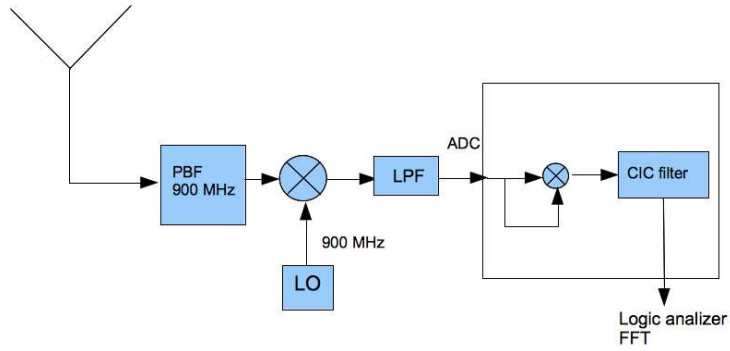 PBF
900 MHz
LPF
ADC
CIC filter
900 MHz
LO
Logic analizer
FFT